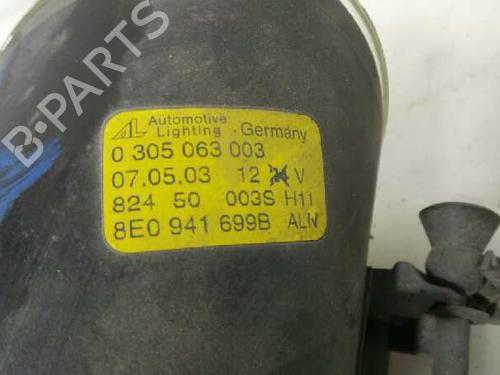 AL Automotive Lighting · Germany
0 305 063 003
07.05.03 12 V
824 50 003S H11
8E0 941 699B ALW
B-PARTS